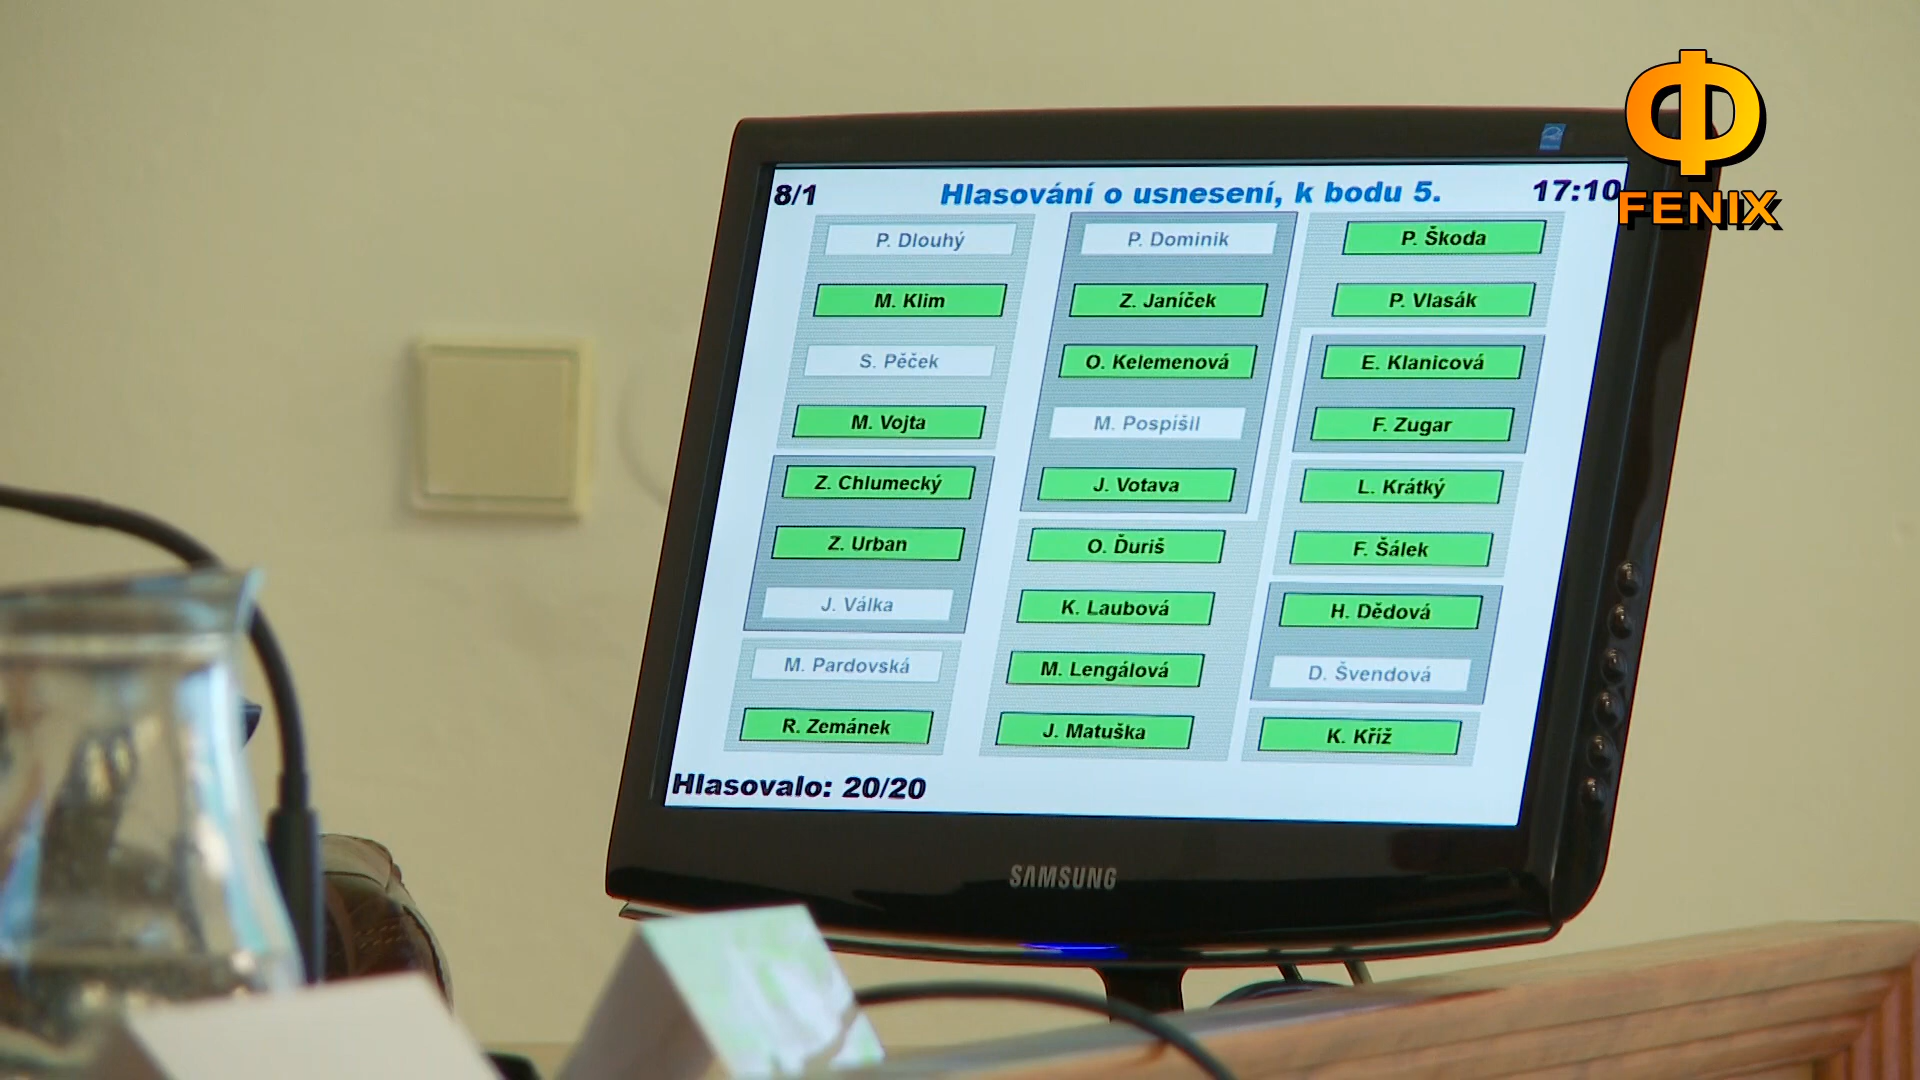 8/1 Hlasování o usnesení, k bodu 5. 17:10
P. Dlouhý
M. Klim
S. Pěček
M. Vojta
Z. Chlumecký
Z. Urban
J. Válka
M. Pardovská
R. Zemánek
P. Dominik
Z. Janíček
O. Kelemenová
M. Pospíšil
J. Votava
O. Ďuriš
K. Laubová
M. Lengálová
J. Matuška
P. Škoda
P. Vlasák
E. Klanicová
F. Zugar
L. Krátký
F. Šálek
H. Dědová
D. Švendová
K. Kříž
Hlasovalo: 20/20
SAMSUNG
FENIX